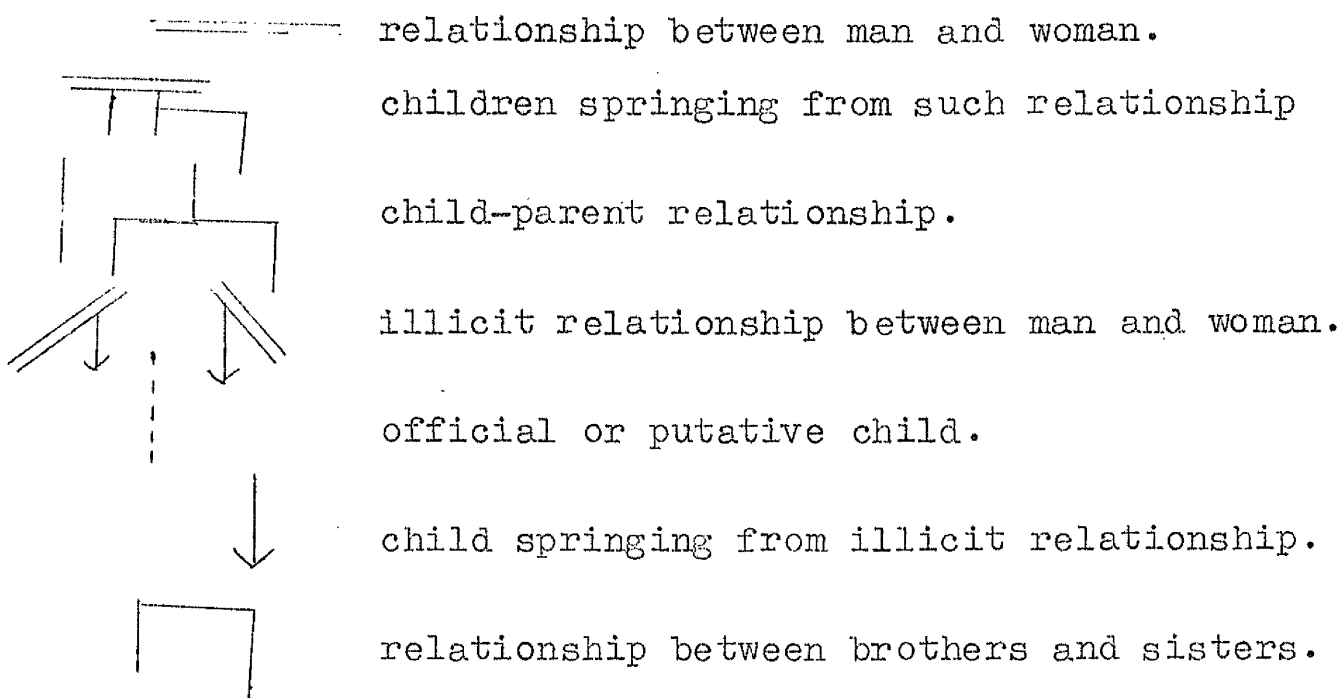 relationship between man and woman.
children springing from such relationship
child-parent relationship.
illicit relationship between man and woman.
official or putative child.
child springing from illicit relationship.
relationship between brothers and sisters.